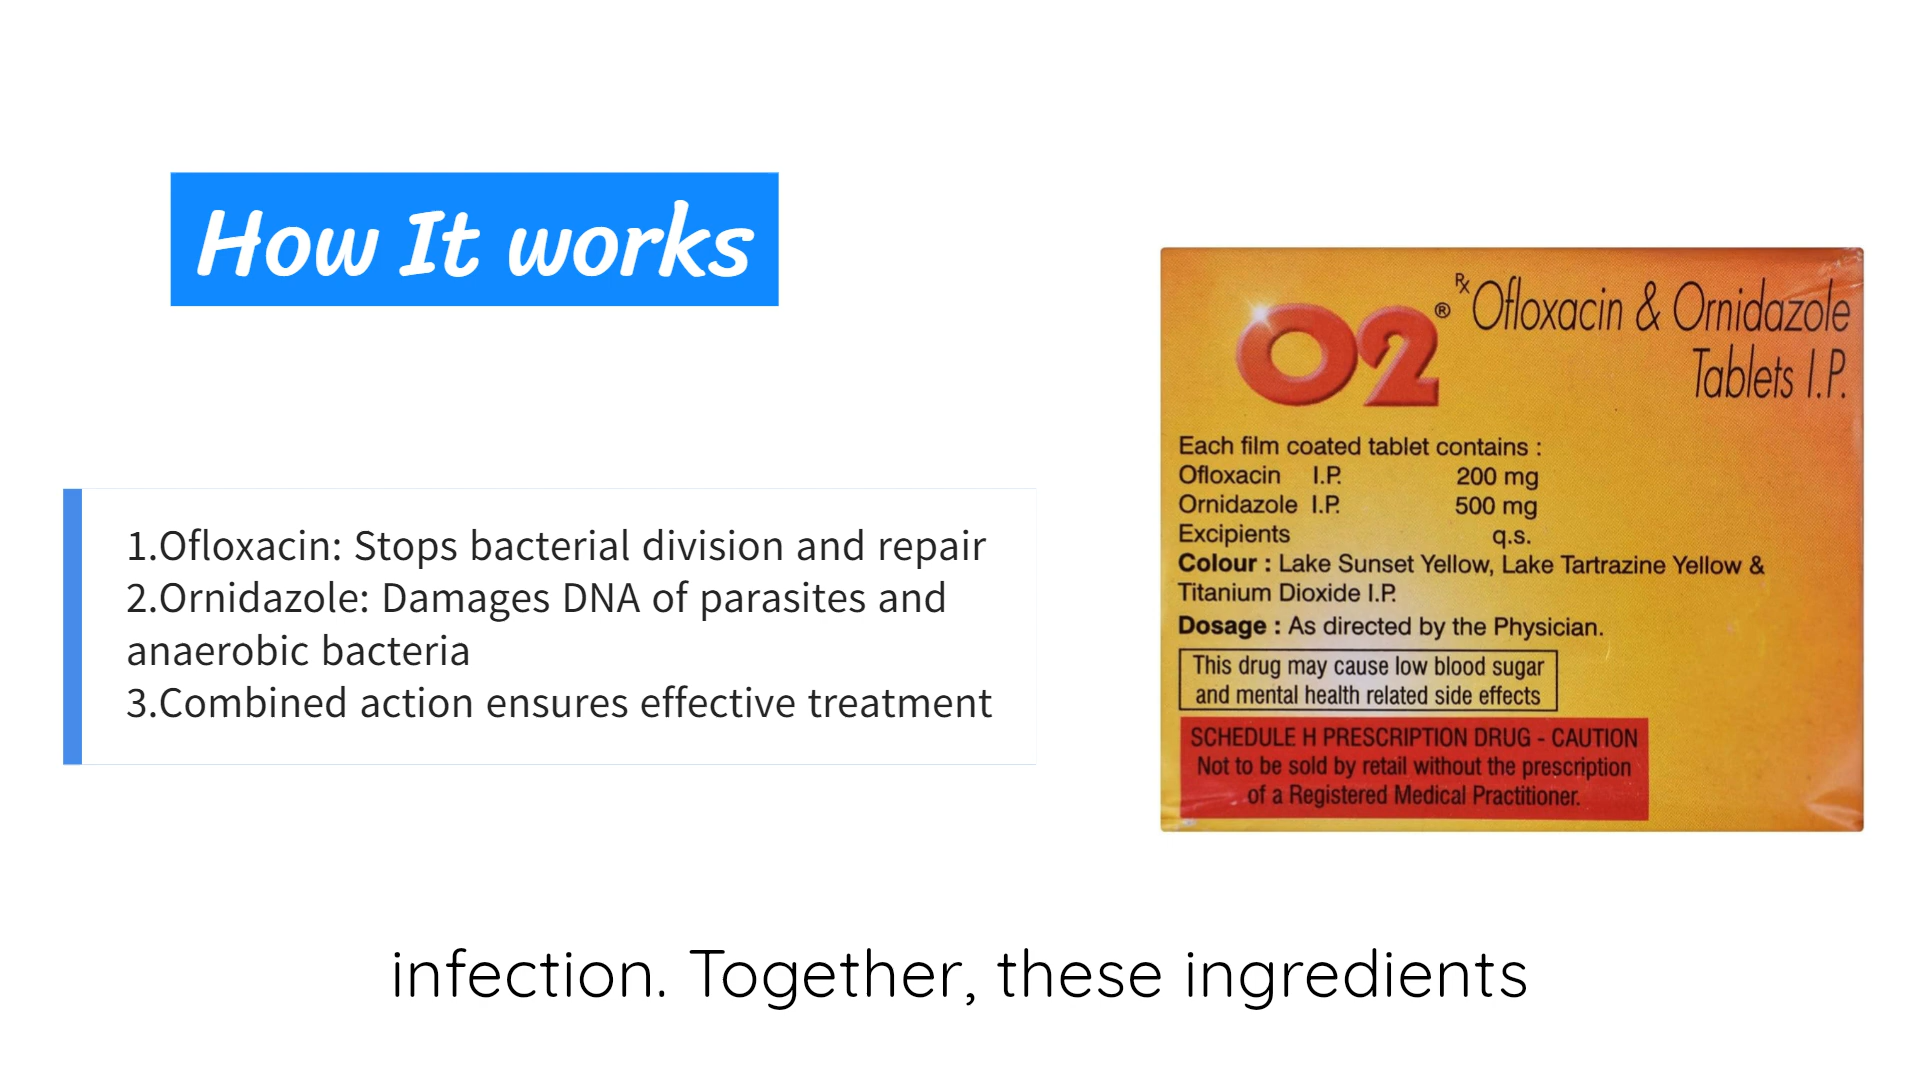 How It works
1.Ofloxacin: Stops bacterial division and repair
2.Ornidazole: Damages DNA of parasites and
anaerobic bacteria
3.Combined action ensures effective treatment
O2® Rx Ofloxacin & Ornidazole
Tablets I.P.
Each film coated tablet contains :
Ofloxacin I.P. 200 mg
Ornidazole I.P. 500 mg
Excipients q.s.
Colour : Lake Sunset Yellow, Lake Tartrazine Yellow &
Titanium Dioxide I.P.
Dosage : As directed by the Physician.
This drug may cause low blood sugar
and mental health related side effects
SCHEDULE H PRESCRIPTION DRUG - CAUTION
Not to be sold by retail without the prescription
of a Registered Medical Practitioner.
infection. Together, these ingredients